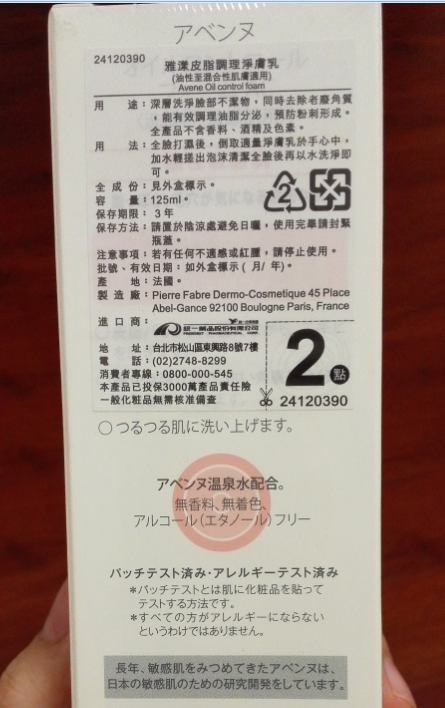 アベンヌ
24120390
雅漾皮脂調理淨膚乳
(油性至混合性肌膚適用)
Avene Oil control foam
用 途：深層洗淨臉部不潔物，同時去除老廢角質
，能有效調理油脂分泌，預防粉刺形成。
全產品不含香料、酒精及色素。
用 法：全臉打濕後，倒取適量淨膚乳於手心中，
加水輕搓出泡沫清潔全臉後再以水洗淨即
可。
全 成 份：見外盒標示。
容 量：125ml。
保存期限：3年
保存方法：請置於陰涼處避免日曬，使用完畢請封緊
瓶蓋。
注意事項：若有任何不適感或紅腫，請停止使用。
批號、有效日期：如外盒標示(月/年)。
產 地：法國。
製 造 廠：Pierre Fabre Dermo-Cosmetique 45 Place
Abel-Gance 92100 Boulogne Paris, France
進 口 商：
統一藥品股份有限公司
地 址：台北市松山區東興路8號7樓
電 話：(02)2748-8299
消費者專線：0800-000-545
本產品已投保3000萬產品責任險
一般化粧品無需核准備查
2
2點
24120390
○つるつる肌に洗い上げます。
アベンヌ温泉水配合。
無香料、無着色、
アルコール(エタノール)フリー
パッチテスト済み・アレルギーテスト済み
*パッチテストとは肌に化粧品を貼って
テストする方法です。
*すべての方がアレルギーにならない
というわけではありません。
長年、敏感肌をみつめてきたアベンヌは、
日本の敏感肌のための研究開発をしています。